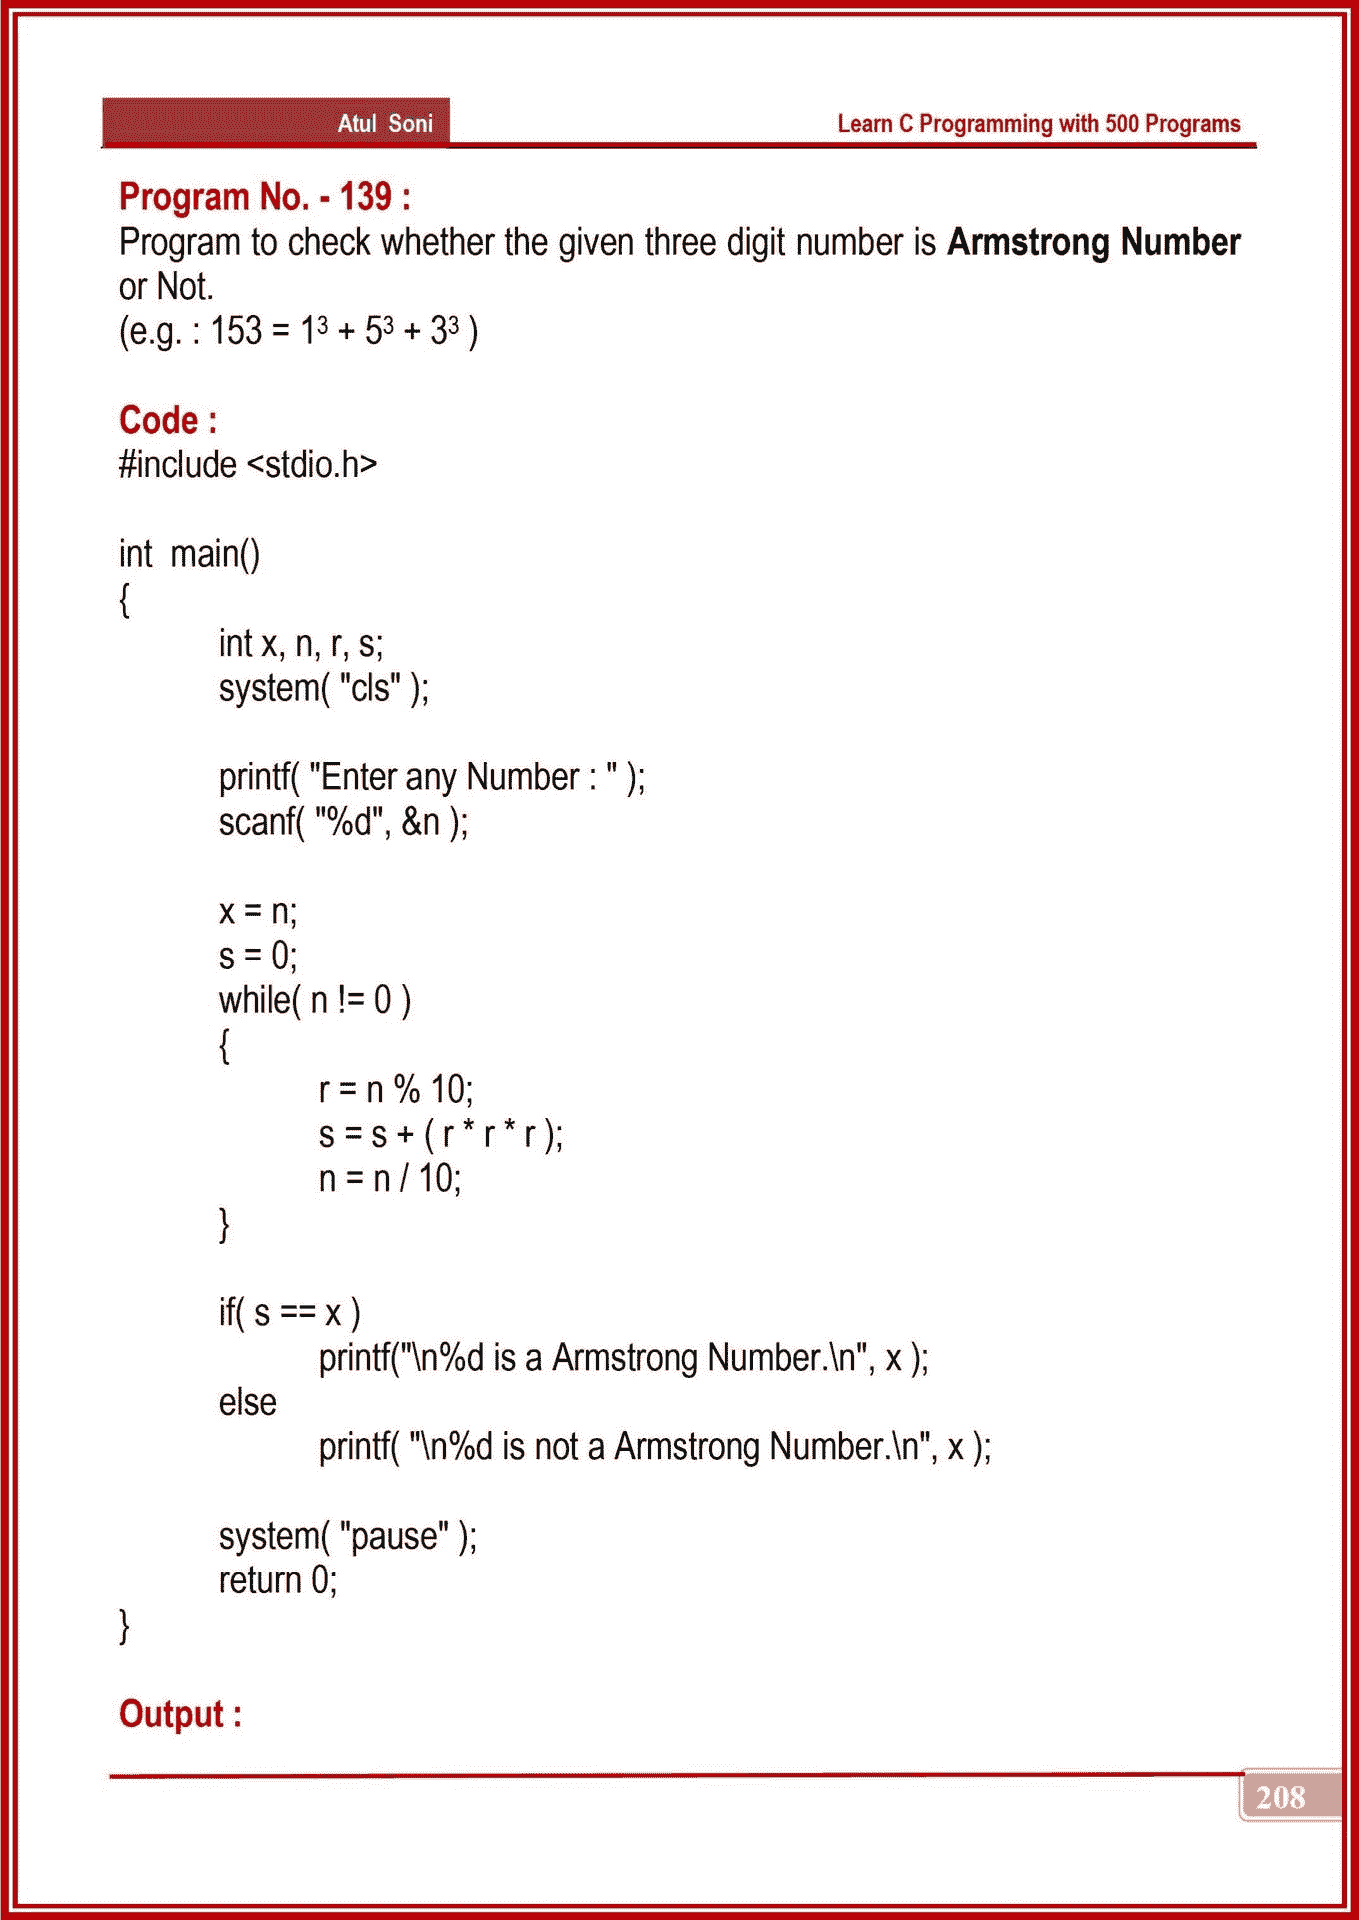 Atul Soni
Learn C Programming with 500 Programs
Program No. - 139 :
Program to check whether the given three digit number is Armstrong Number
or Not.
(e.g. : 153 = 1³ + 5³ + 3³ )
Code :
#include <stdio.h>
int main()
{
int x, n, r, s;
system( "cls" );
printf( "Enter any Number : " );
scanf( "%d", &n );
x = n;
s = 0;
while( n != 0 )
{
r = n % 10;
s = s + ( r * r * r );
n = n / 10;
}
if( s == x )
printf("\n%d is a Armstrong Number.\n", x );
else
printf( "\n%d is not a Armstrong Number.\n", x );
system( "pause" );
return 0;
}
Output :
208